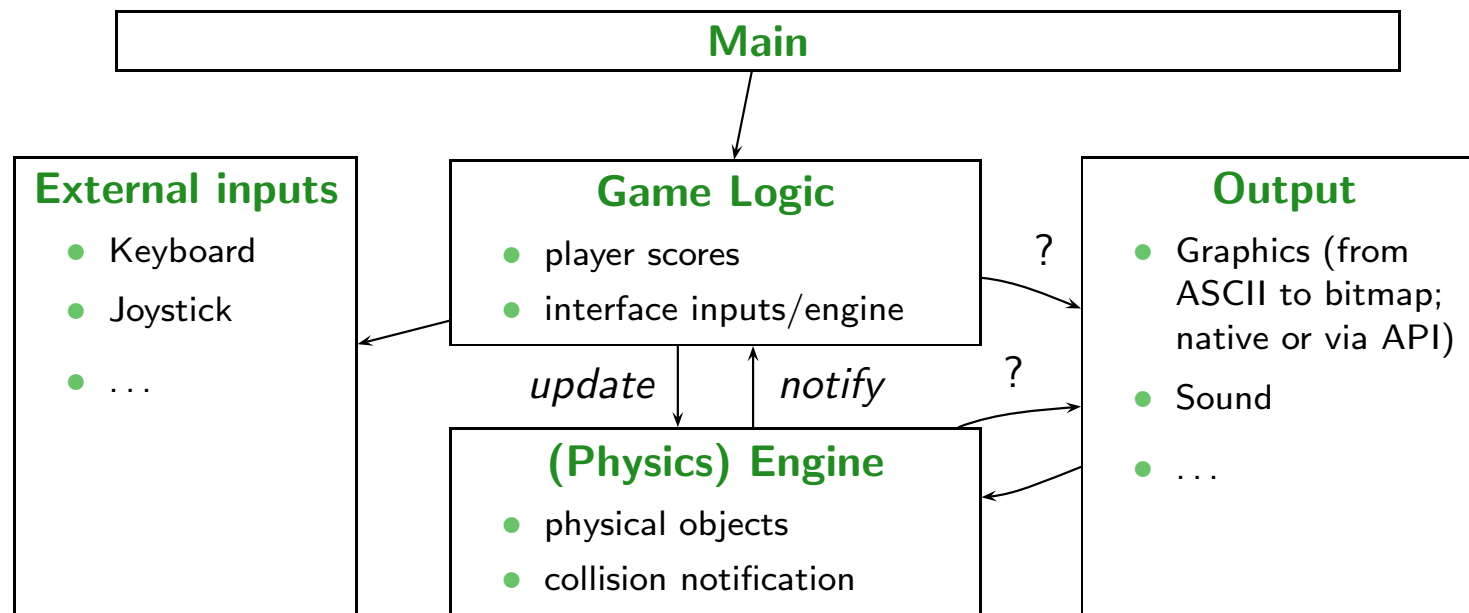 Main
External inputs
• Keyboard
• Joystick
• . . .
Game Logic
• player scores
• interface inputs/engine
?
Output
• Graphics (from
ASCII to bitmap;
native or via API)
• Sound
• . . .
update
notify
?
(Physics) Engine
• physical objects
• collision notification